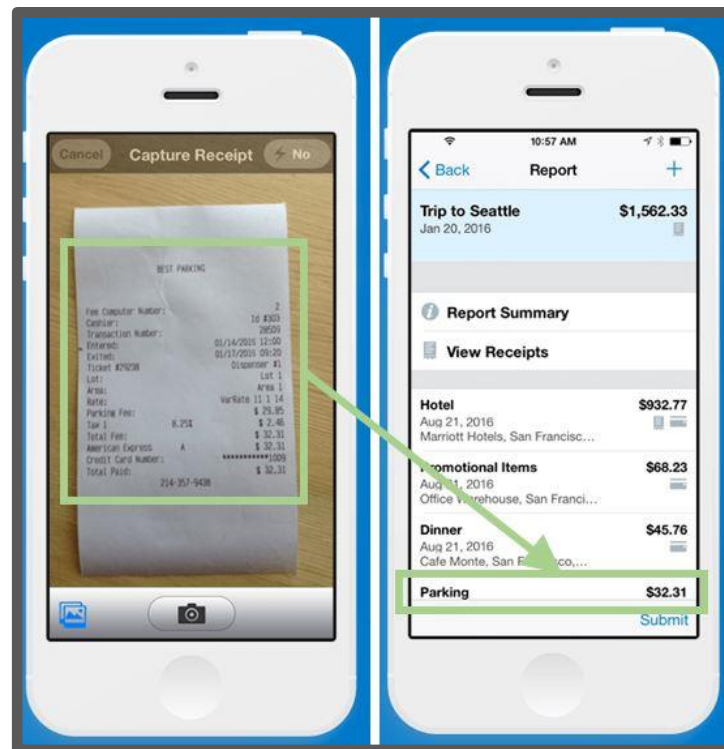 Cancel Capture Receipt No
BEST PARKING
Fee Computer Number: 2
Cashier: Id #303
Transaction Number: 28509
Entered: 01/14/2016 12:00
Exited: 01/17/2016 09:20
Ticket #29238 Dispenser #1
Lot: Lot 1
Area: Area 1
Rate: VarRate 11 1 14
Parking Fee: $ 29.85
Tax 1 8.25% $ 2.46
Total Fee: $ 32.31
American Express A $ 32.31
Credit Card Number: ***********1009
Total Paid: $ 32.31
214-357-9438
10:57 AM
Back Report +
Trip to Seattle $1,562.33
Jan 20, 2016
Report Summary
View Receipts
Hotel $932.77
Aug 21, 2016
Marriott Hotels, San Francisc...
Promotional Items $68.23
Aug 21, 2016
Office Warehouse, San Franci...
Dinner $45.76
Aug 21, 2016
Cafe Monte, San Francisco,...
Parking $32.31
Submit